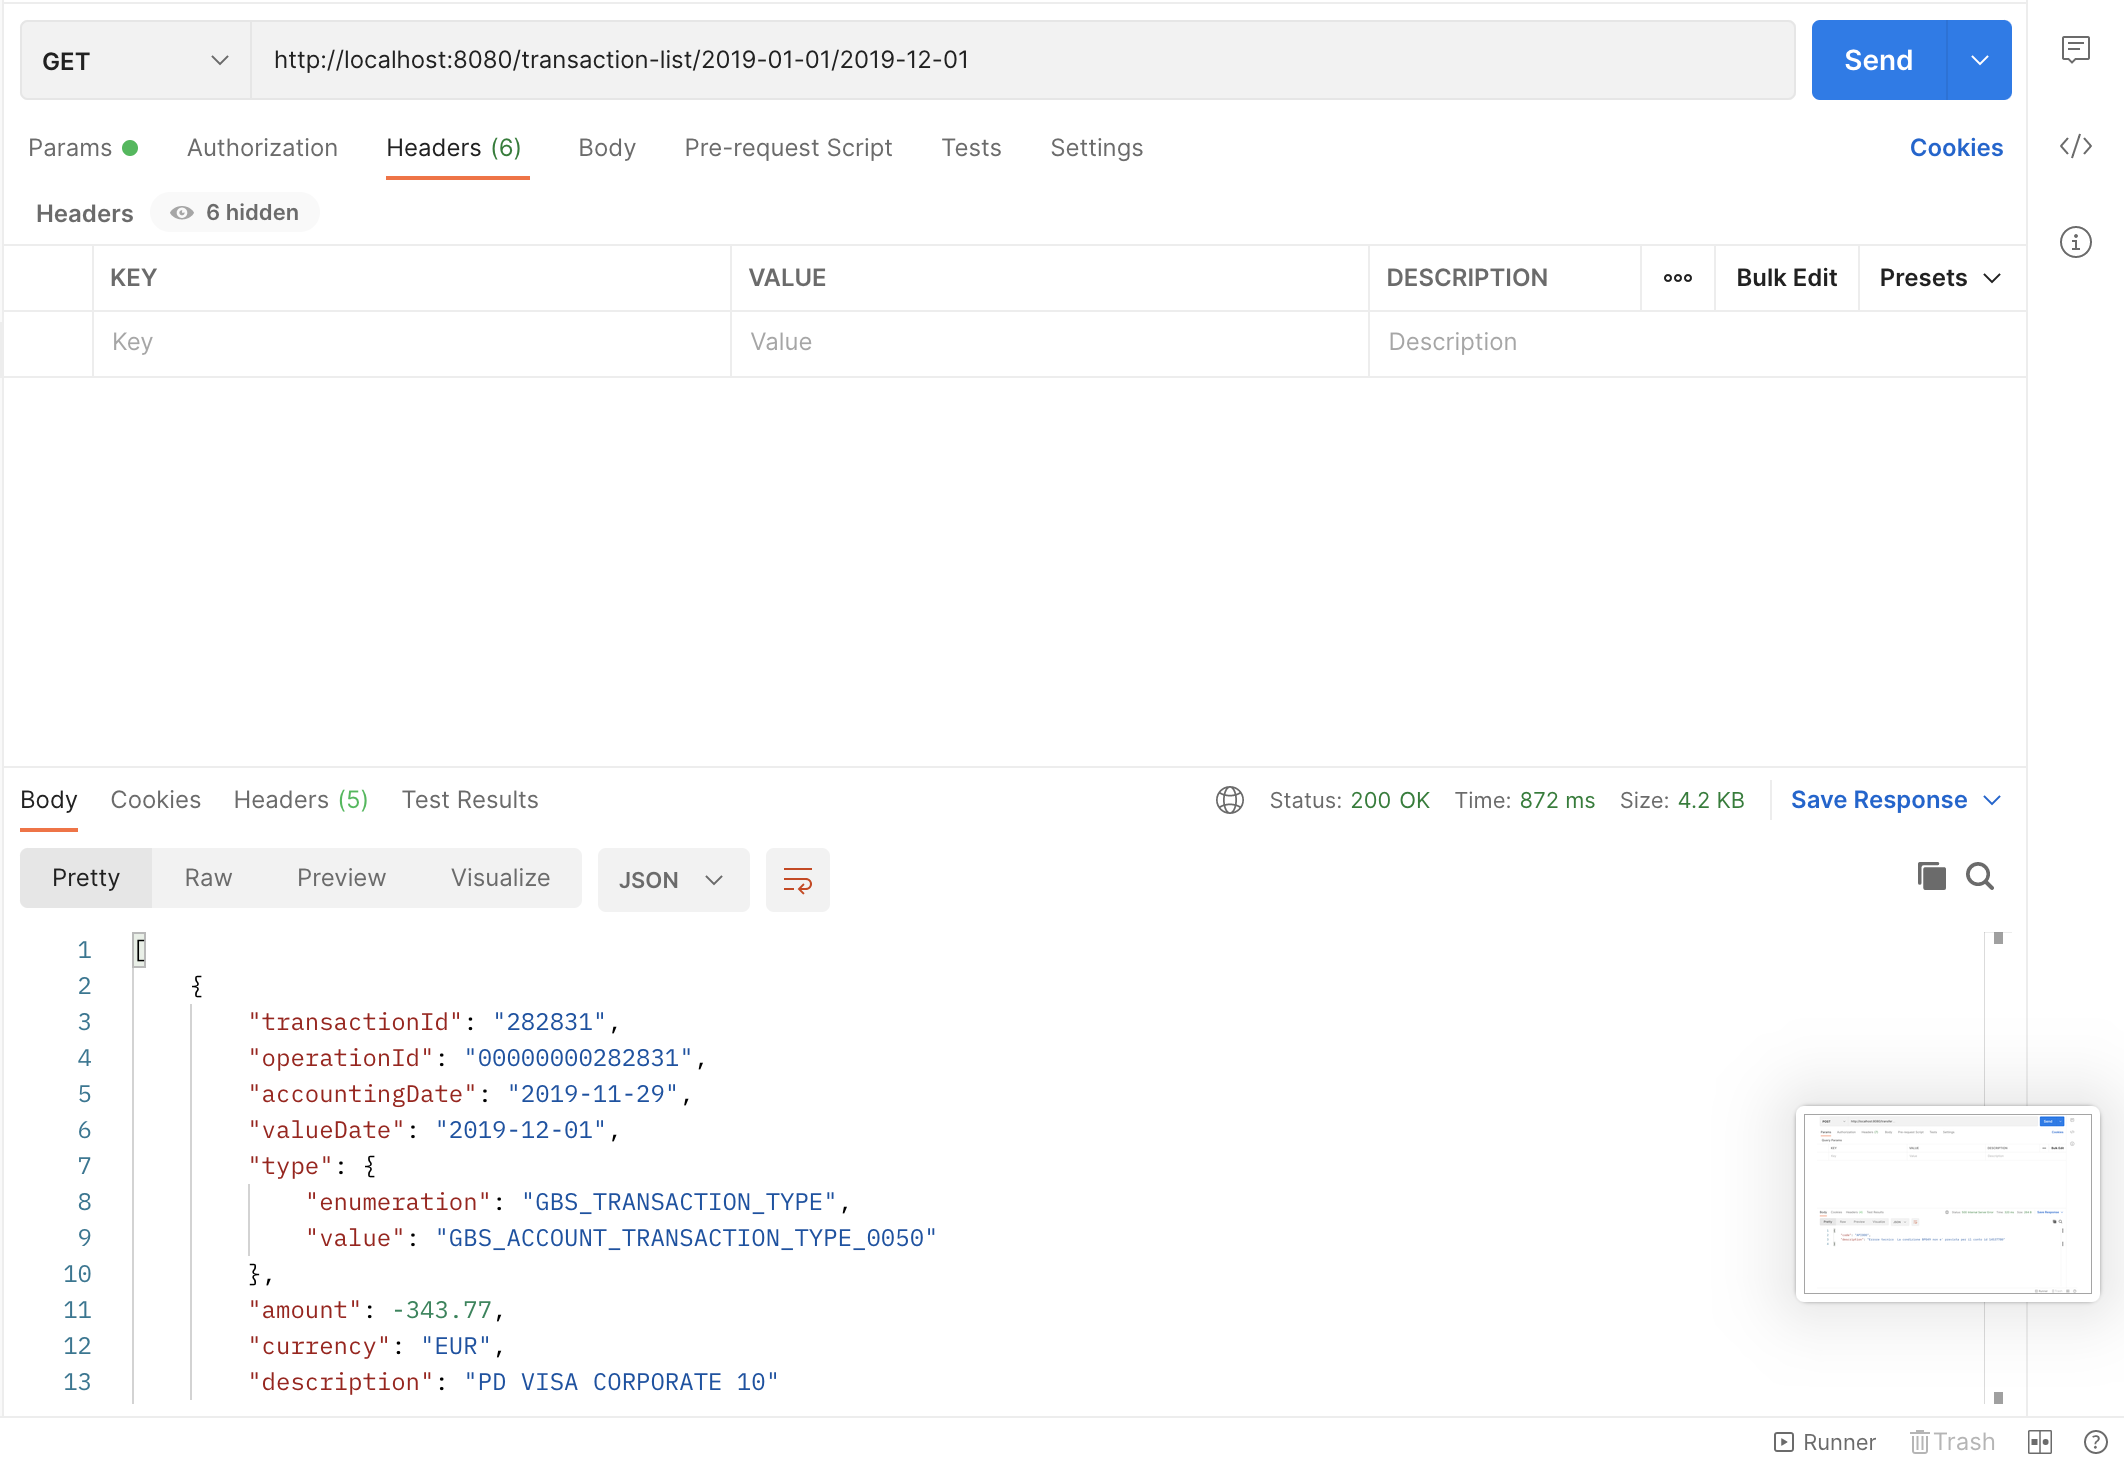 GET http://localhost:8080/transaction-list/2019-01-01/2019-12-01 Send
Params Authorization Headers (6) Body Pre-request Script Tests Settings Cookies
Headers 6 hidden
KEY VALUE DESCRIPTION ooo Bulk Edit Presets
Key Value Description
Body Cookies Headers (5) Test Results Status: 200 OK Time: 872 ms Size: 4.2 KB Save Response
Pretty Raw Preview Visualize JSON
1 [
2 {
3 "transactionId": "282831",
4 "operationId": "00000000282831",
5 "accountingDate": "2019-11-29",
6 "valueDate": "2019-12-01",
7 "type": {
8 "enumeration": "GBS_TRANSACTION_TYPE",
9 "value": "GBS_ACCOUNT_TRANSACTION_TYPE_0050"
10 },
11 "amount": -343.77,
12 "currency": "EUR",
13 "description": "PD VISA CORPORATE 10"
Runner Trash